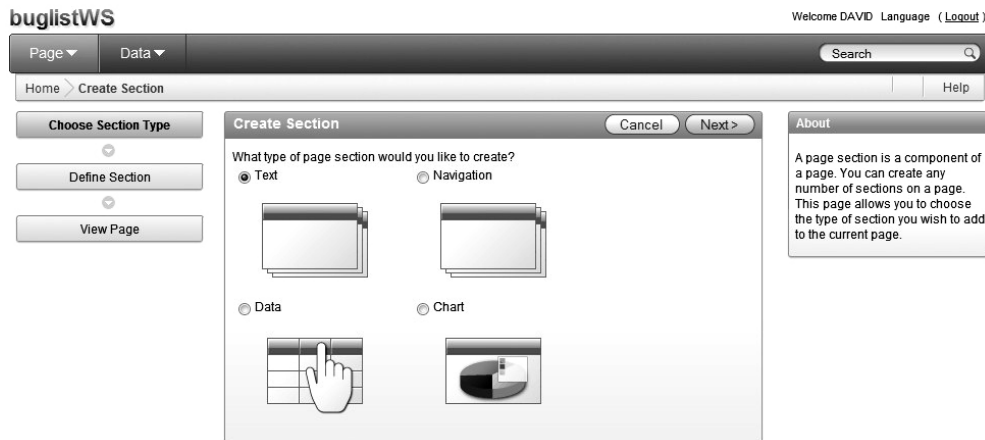 buglistWS
Welcome DAVID Language ( Logout )
Page Data
Search
Home Create Section
Help
Choose Section Type
Define Section
View Page
Create Section
Cancel Next >
What type of page section would you like to create?
Text Navigation
Data Chart
About
A page section is a component of
a page. You can create any
number of sections on a page.
This page allows you to choose
the type of section you wish to add
to the current page.